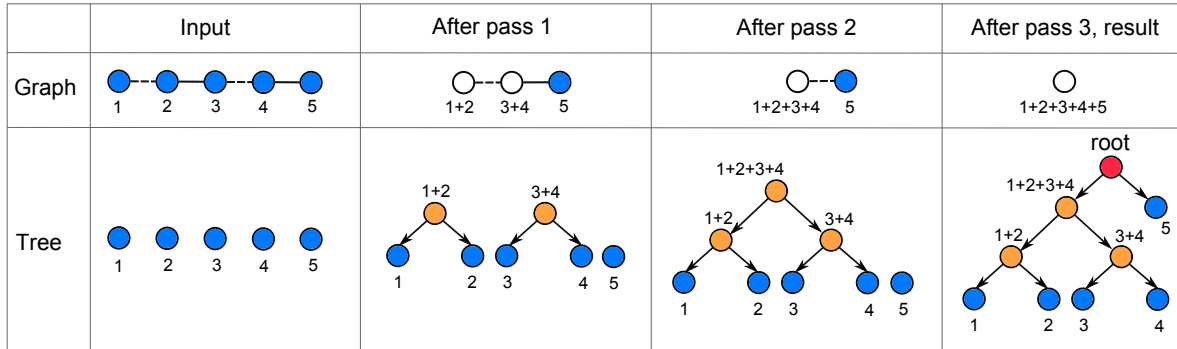 Input After pass 1 After pass 2 After pass 3, result
Graph
1 2 3 4 5
1+2 3+4 5
1+2+3+4 5
1+2+3+4+5
Tree
1 2 3 4 5
1+2 3+4
1 2 3 4 5
1+2+3+4
1+2 3+4
1 2 3 4 5
root
1+2+3+4
5
1+2 3+4
1 2 3 4